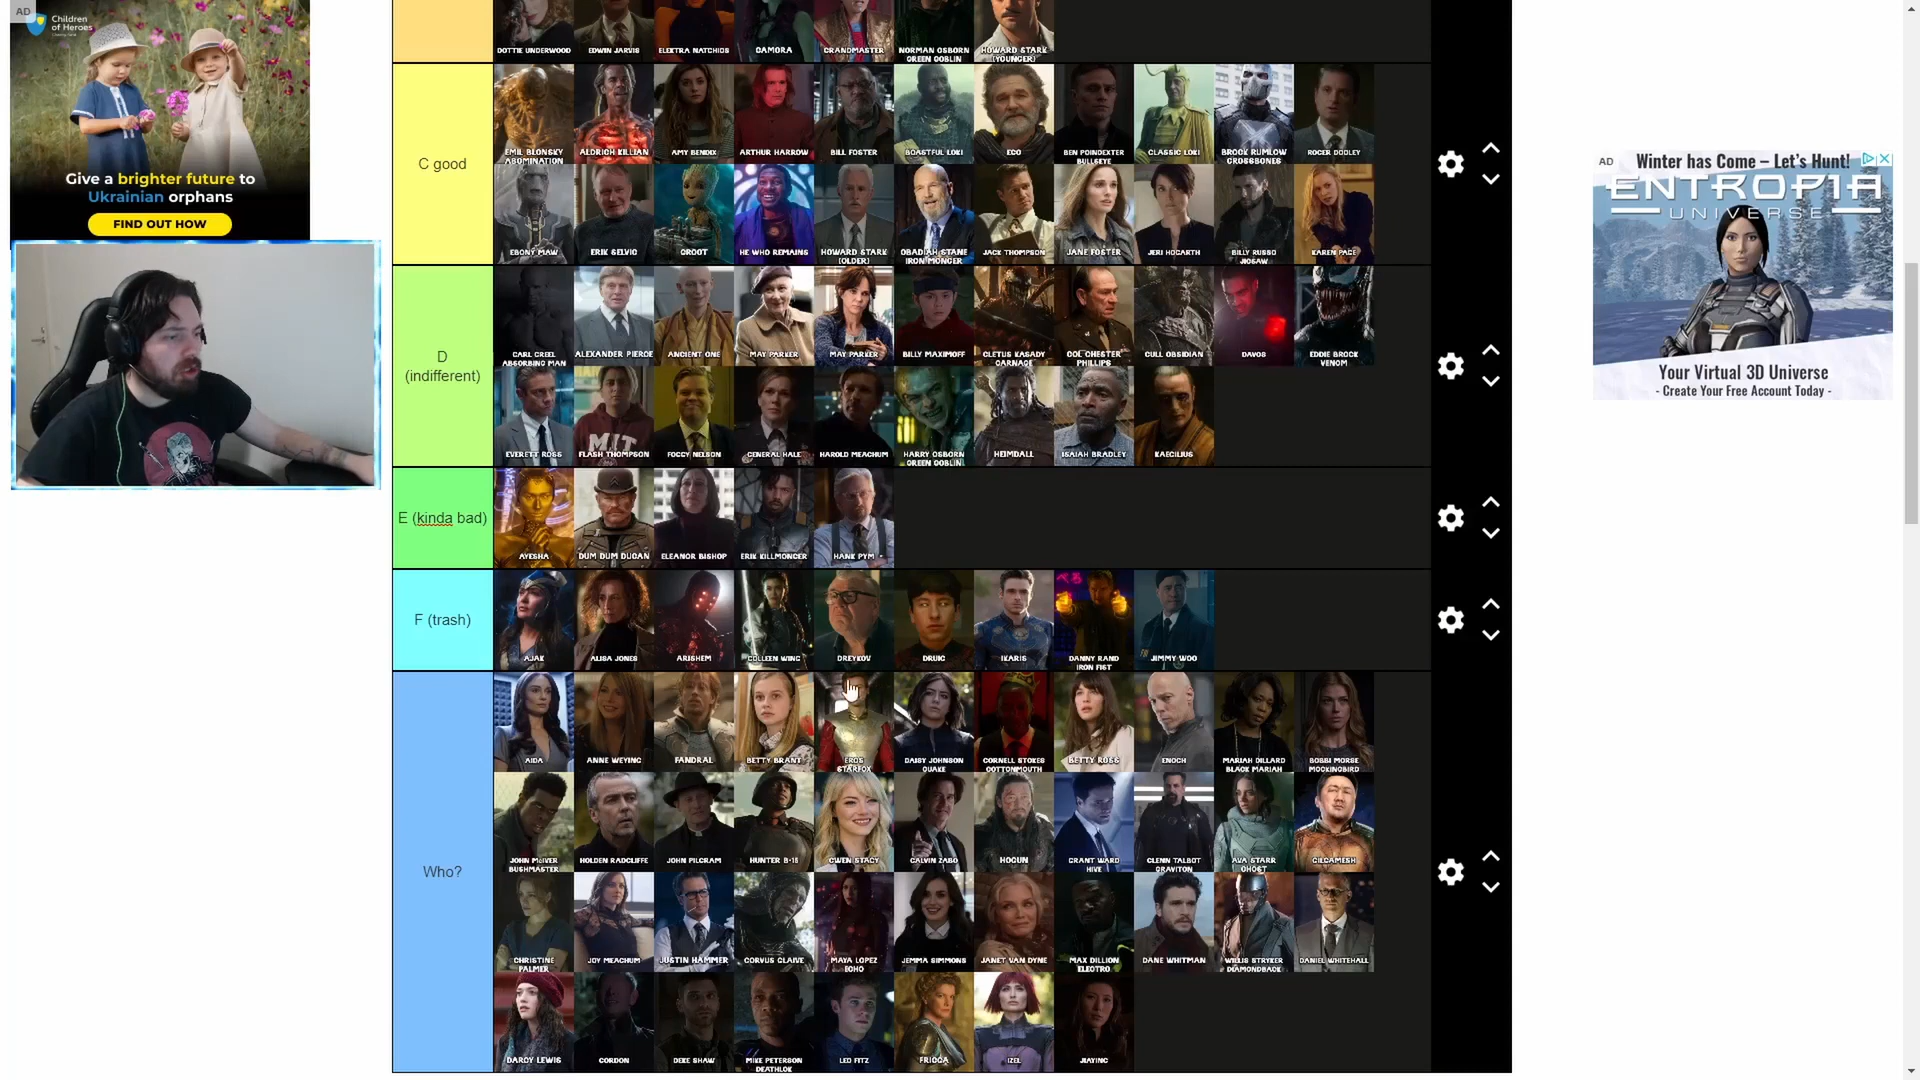 AD
Children
of Heroes
Give a brighter future to
Ukrainian orphans
FIND OUT HOW
DOTTIE UNDERWOOD
EDWIN JARVIS
ELEKTRA NATCHIOS
GAMORA
GRANDMASTER
NORMAN OSBORN
GREEN GOBLIN
HOWARD STARK
(YOUNGER)
C good
EMIL BLONSKY
ABOMINATION
ALDRICH KILLIAN
AMY BENDIX
ARTHUR HARROW
BILL FOSTER
BOASTFUL LOKI
EGO
BEN POINDEXTER
BULLSEYE
CLASSIC LOKI
BROCK RUMLOW
CROSSBONES
ROGER DOOLEY
EBONY MAW
ERIK SELVIG
GROOT
HE WHO REMAINS
HOWARD STARK
(OLDER)
OBADIAH STANE
IRON MONGER
JACK THOMPSON
JANE FOSTER
JERI HOGARTH
BILLY RUSSO
JIGSAW
KAREN PAGE
D
(indifferent)
CARL CREEL
ABSORBING MAN
ALEXANDER PIERCE
ANCIENT ONE
MAY PARKER
MAY PARKER
BILLY MAXIMOFF
CLETUS KASADY
CARNAGE
COL CHESTER
PHILLIPS
CULL OBSIDIAN
DAVOS
EDDIE BROCK
VENOM
EVERETT ROSS
MIT
FLASH THOMPSON
FOGGY NELSON
GENERAL HALE
HAROLD MEACHUM
HARRY OSBORN
GREEN GOBLIN
HEIMDALL
ISAIAH BRADLEY
KAECILIUS
E (kinda bad)
AYESHA
DUM DUM DUGAN
ELEANOR BISHOP
ERIK KILLMONGER
HANK PYM
F (trash)
AJAK
ALISA JONES
ARISHEM
COLLEEN WING
DREYKOV
DRUIG
IKARIS
DANNY RAND
IRON FIST
JIMMY WOO
Who?
AIDA
ANNE WEYING
FANDRAL
BETTY BRANT
EROS
STARFOX
DAISY JOHNSON
QUAKE
CORNELL STOKES
COTTONMOUTH
BETTY ROSS
ENOCH
MARIAH DILLARD
BLACK MARIAH
BOBBI MORSE
MOCKINGBIRD
JOHN MCIVER
BUSHMASTER
HOLDEN RADCLIFFE
JOHN PILGRAM
HUNTER B-15
GWEN STACY
CALVIN ZABO
HOGUN
GRANT WARD
HIVE
GLENN TALBOT
GRAVITON
AVA STARR
GHOST
GILGAMESH
CHRISTINE
PALMER
JOY MEACHUM
JUSTIN HAMMER
CORVUS GLAIVE
MAYA LOPEZ
ECHO
JEMMA SIMMONS
JANET VAN DYNE
MAX DILLION
ELECTRO
DANE WHITMAN
WILLIS STRYKER
DIAMONDBACK
DANIEL WHITEHALL
DARCY LEWIS
GORDON
DEKE SHAW
MIKE PETERSON
DEATHLOK
LEO FITZ
FRIGGA
IZEL
JIAYING
AD
Winter has Come – Let's Hunt!
ENTROPIA
UNIVERSE
Your Virtual 3D Universe
- Create Your Free Account Today -